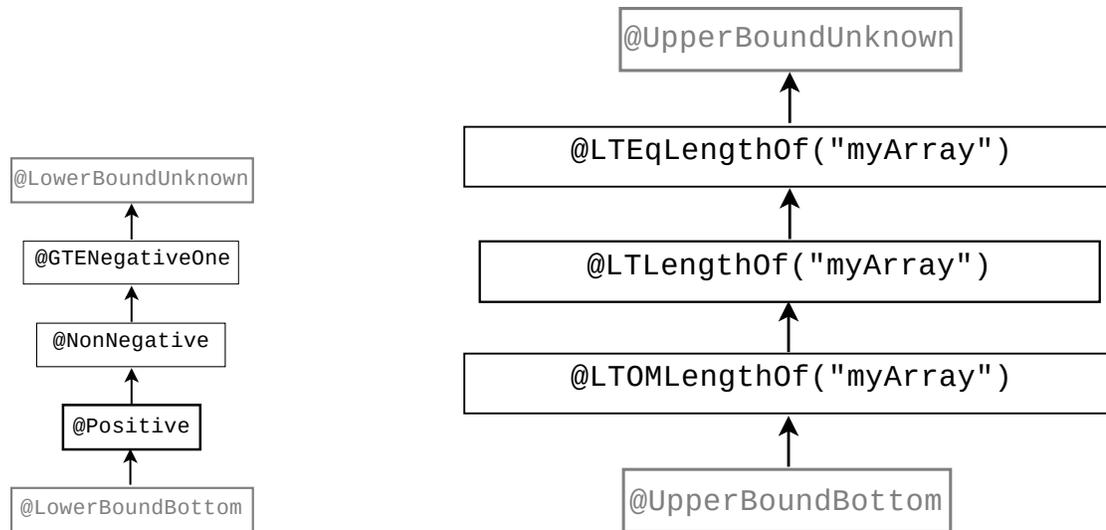 @LowerBoundUnknown
@GTENegativeOne
@NonNegative
@Positive
@LowerBoundBottom
@UpperBoundUnknown
@LTEqLengthOf("myArray")
@LTLengthOf("myArray")
@LTOMLengthOf("myArray")
@UpperBoundBottom